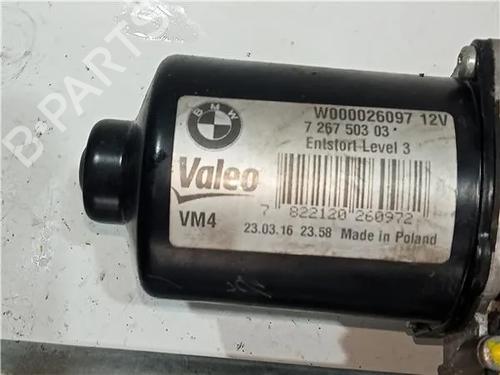 B-PARTS
BMW
W000026097 12V
7 267 503 03
Entstort-Level 3
Valeo
7 822120 260972
VM4
23.03.16 23.58 Made in Poland